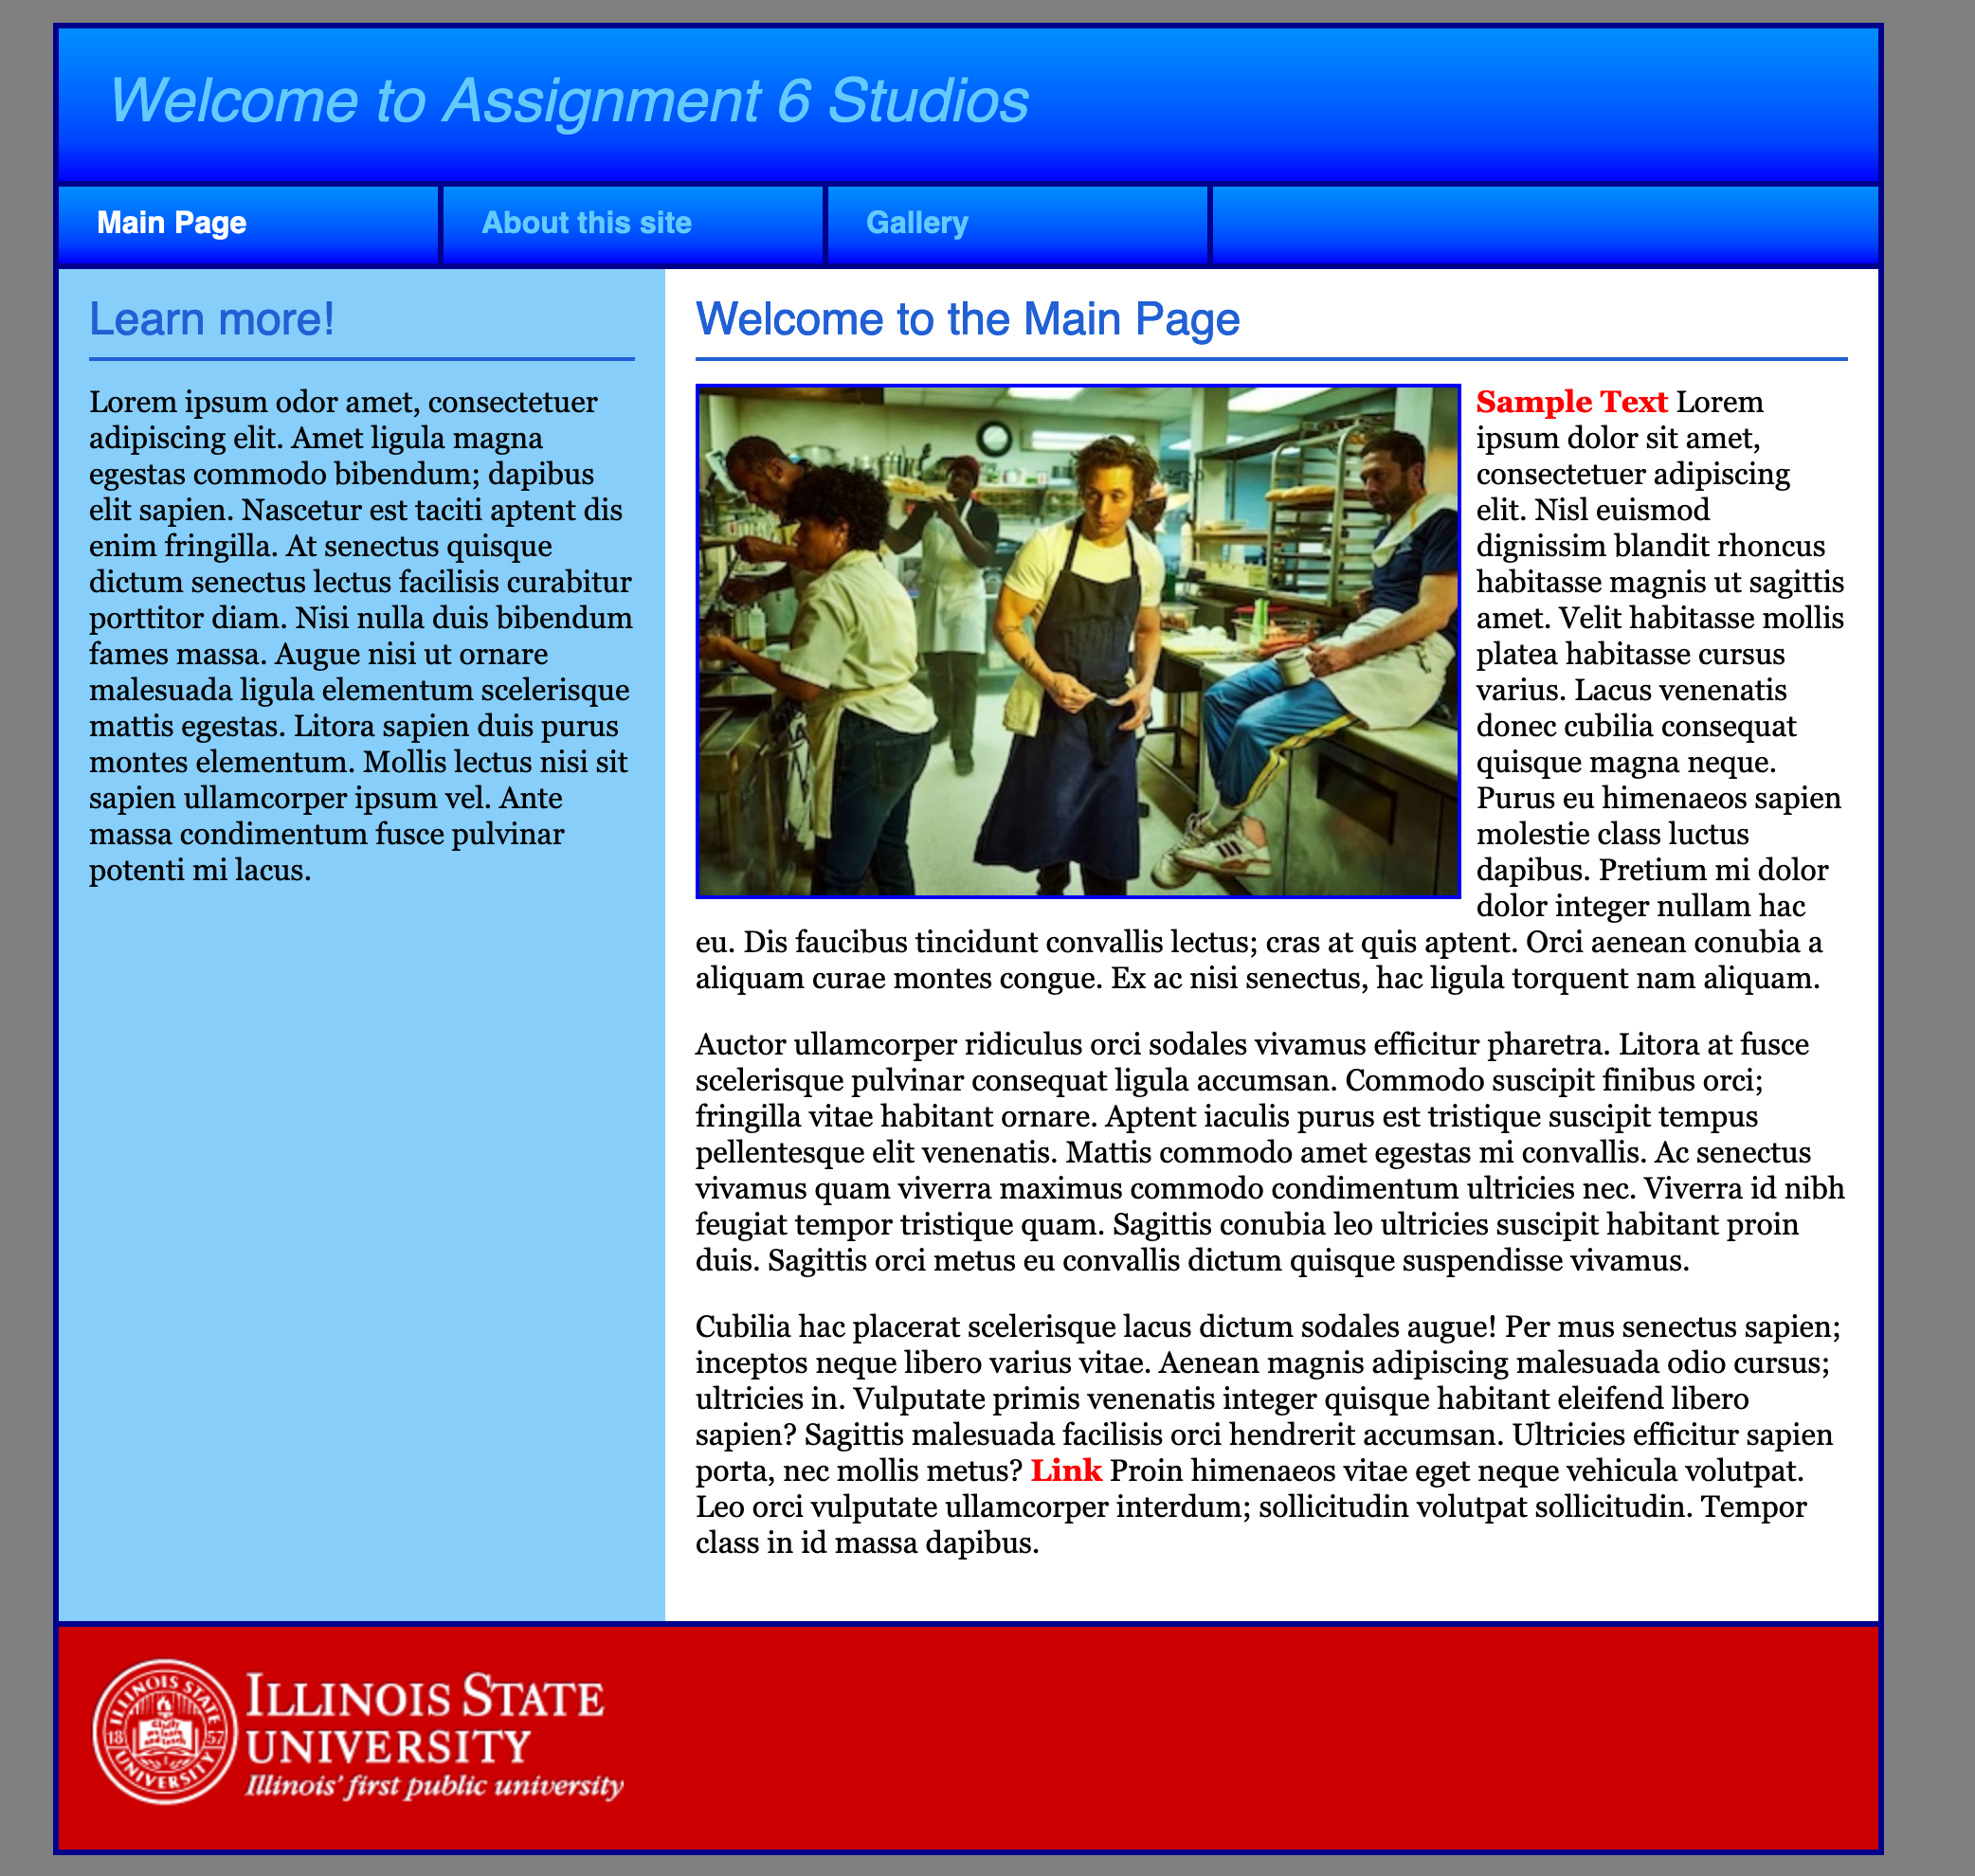 Welcome to Assignment 6 Studios
Main Page
About this site
Gallery
Learn more!
Lorem ipsum odor amet, consectetuer
adipiscing elit. Amet ligula magna
egestas commodo bibendum; dapibus
elit sapien. Nascetur est taciti aptent dis
enim fringilla. At senectus quisque
dictum senectus lectus facilisis curabitur
porttitor diam. Nisi nulla duis bibendum
fames massa. Augue nisi ut ornare
malesuada ligula elementum scelerisque
mattis egestas. Litora sapien duis purus
montes elementum. Mollis lectus nisi sit
sapien ullamcorper ipsum vel. Ante
massa condimentum fusce pulvinar
potenti mi lacus.
Welcome to the Main Page
Sample Text Lorem
ipsum dolor sit amet,
consectetuer adipiscing
elit. Nisl euismod
dignissim blandit rhoncus
habitasse magnis ut sagittis
amet. Velit habitasse mollis
platea habitasse cursus
varius. Lacus venenatis
donec cubilia consequat
quisque magna neque.
Purus eu himenaeos sapien
molestie class luctus
dapibus. Pretium mi dolor
dolor integer nullam hac
eu. Dis faucibus tincidunt convallis lectus; cras at quis aptent. Orci aenean conubia a
aliquam curae montes congue. Ex ac nisi senectus, hac ligula torquent nam aliquam.
Auctor ullamcorper ridiculus orci sodales vivamus efficitur pharetra. Litora at fusce
scelerisque pulvinar consequat ligula accumsan. Commodo suscipit finibus orci;
fringilla vitae habitant ornare. Aptent iaculis purus est tristique suscipit tempus
pellentesque elit venenatis. Mattis commodo amet egestas mi convallis. Ac senectus
vivamus quam viverra maximus commodo condimentum ultricies nec. Viverra id nibh
feugiat tempor tristique quam. Sagittis conubia leo ultricies suscipit habitant proin
duis. Sagittis orci metus eu convallis dictum quisque suspendisse vivamus.
Cubilia hac placerat scelerisque lacus dictum sodales augue! Per mus senectus sapien;
inceptos neque libero varius vitae. Aenean magnis adipiscing malesuada odio cursus;
ultricies in. Vulputate primis venenatis integer quisque habitant eleifend libero
sapien? Sagittis malesuada facilisis orci hendrerit accumsan. Ultricies efficitur sapien
porta, nec mollis metus? Link Proin himenaeos vitae eget neque vehicula volutpat.
Leo orci vulputate ullamcorper interdum; sollicitudin volutpat sollicitudin. Tempor
class in id massa dapibus.
ILLINOIS STATE
UNIVERSITY
18 57
ILLINOIS STATE
UNIVERSITY
Illinois' first public university